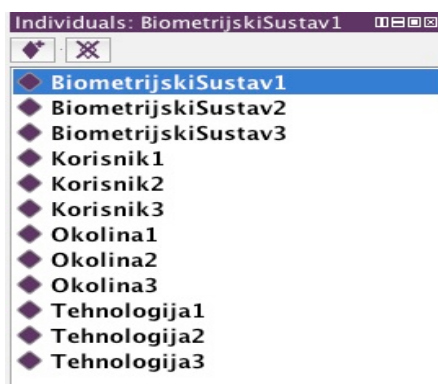 Individuals: BiometrijskiSustav1
BiometrijskiSustav1
BiometrijskiSustav2
BiometrijskiSustav3
Korisnik1
Korisnik2
Korisnik3
Okolina1
Okolina2
Okolina3
Tehnologija1
Tehnologija2
Tehnologija3